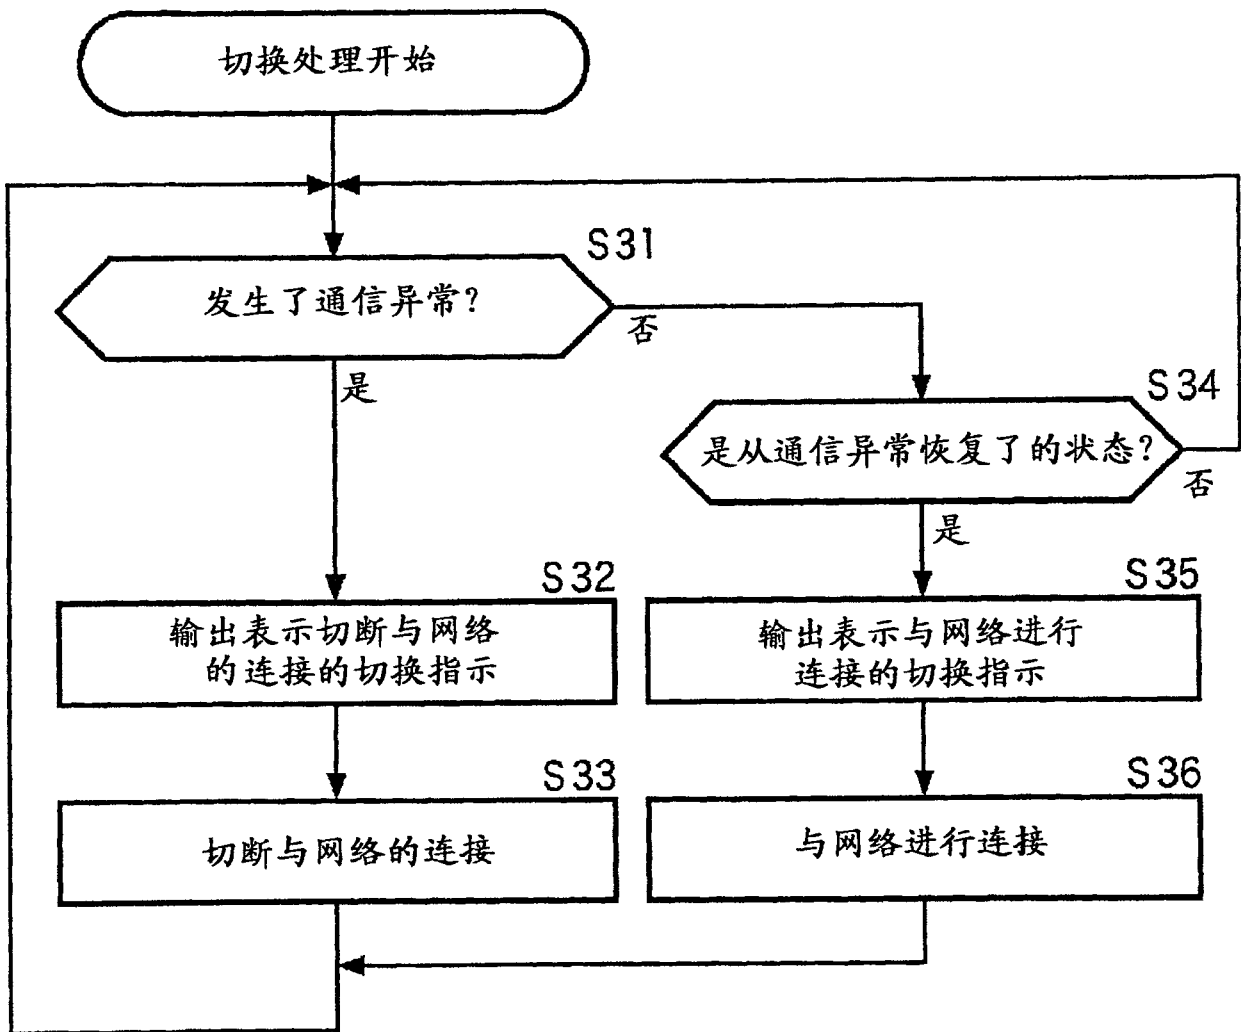 切换处理开始
S31
发生了通信异常?
否
是
S34
是从通信异常恢复了的状态?
否
是
S32
输出表示切断与网络
的连接的切换指示
S35
输出表示与网络进行
连接的切换指示
S33
切断与网络的连接
S36
与网络进行连接